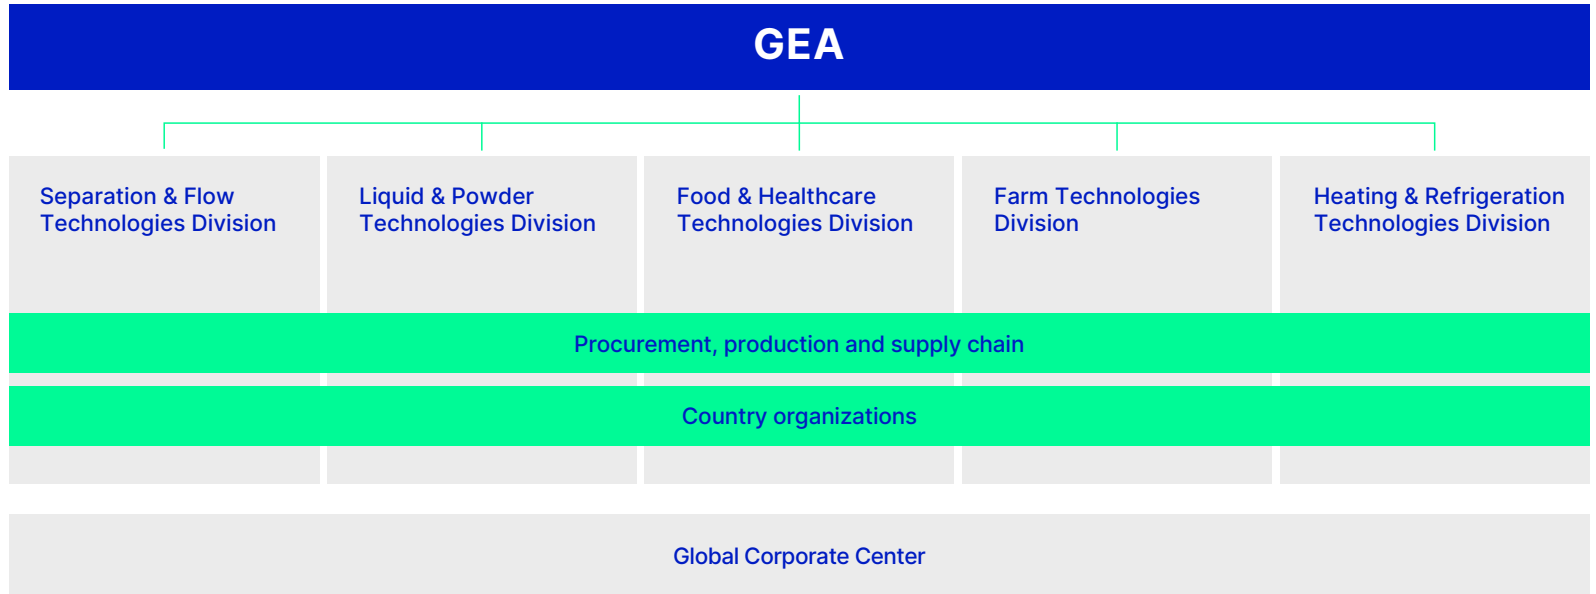 GEA
Separation & Flow
Technologies Division
Liquid & Powder
Technologies Division
Food & Healthcare
Technologies Division
Farm Technologies
Division
Heating & Refrigeration
Technologies Division
Procurement, production and supply chain
Country organizations
Global Corporate Center